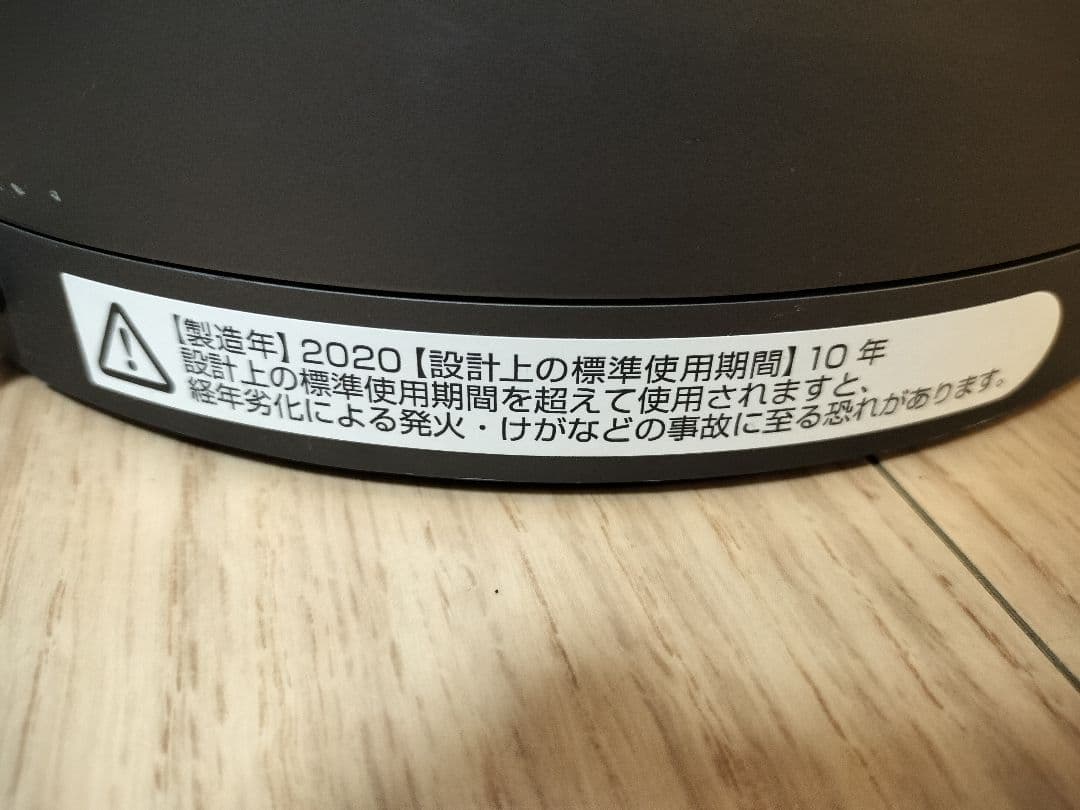 【製造年】2020【設計上の標準使用期間】10 年
設計上の標準使用期間を超えて使用されますと、
経年劣化による発火・けがなどの事故に至る恐れがあります。